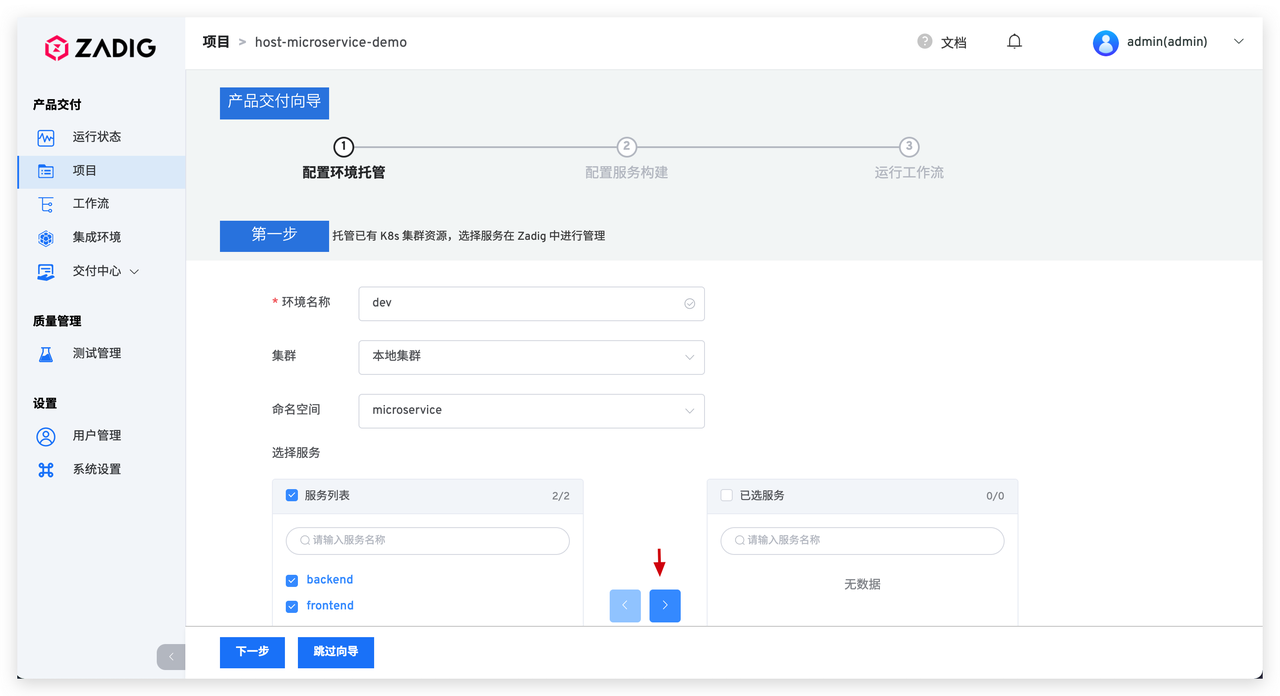 ZADIG
项目 > host-microservice-demo
? 文档
admin(admin)
产品交付
运行状态
项目
工作流
集成环境
交付中心
质量管理
测试管理
设置
用户管理
系统设置
产品交付向导
1
2
3
配置环境托管
配置服务构建
运行工作流
第一步
托管已有 K8s 集群资源，选择服务在 Zadig 中进行管理
* 环境名称
dev
集群
本地集群
命名空间
microservice
选择服务
服务列表
2/2
请输入服务名称
backend
frontend
已选服务
0/0
请输入服务名称
无数据
下一步
跳过向导